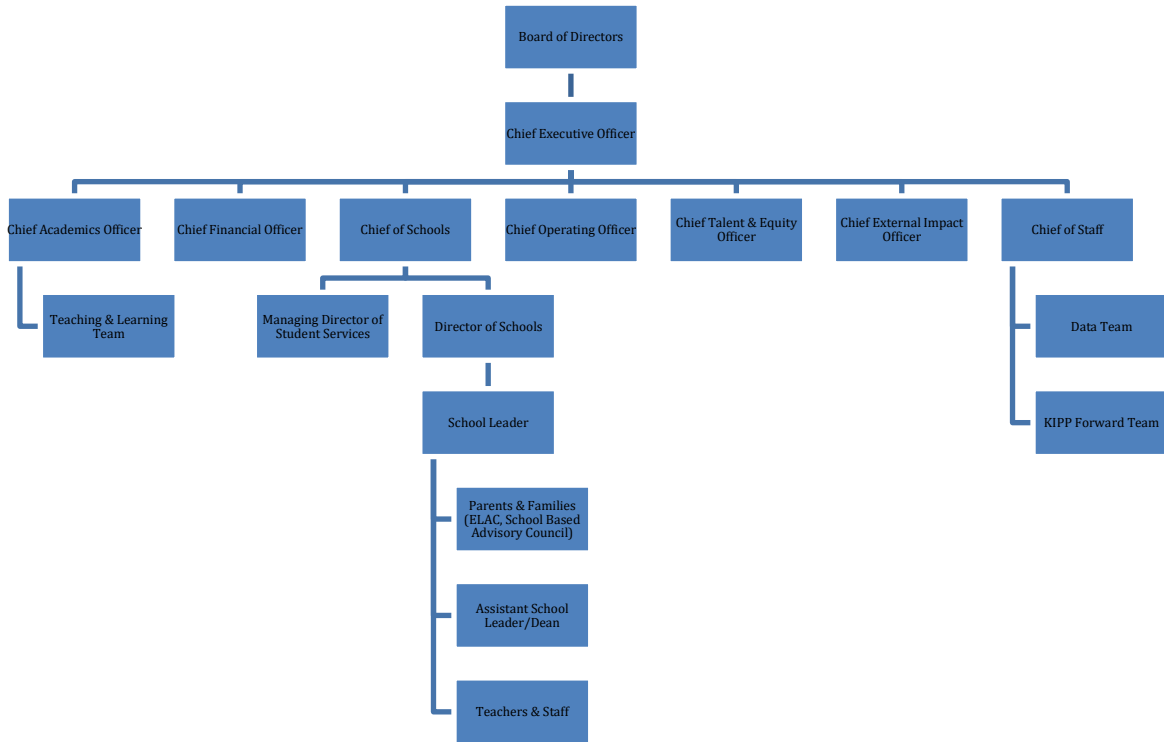 Board of Directors
Chief Executive Officer
Chief Academics Officer
Chief Financial Officer
Chief of Schools
Chief Operating Officer
Chief Talent & Equity
Officer
Chief External Impact
Officer
Chief of Staff
Teaching & Learning
Team
Managing Director of
Student Services
Director of Schools
Data Team
School Leader
KIPP Forward Team
Parents & Families
(ELAC, School Based
Advisory Council)
Assistant School
Leader/Dean
Teachers & Staff